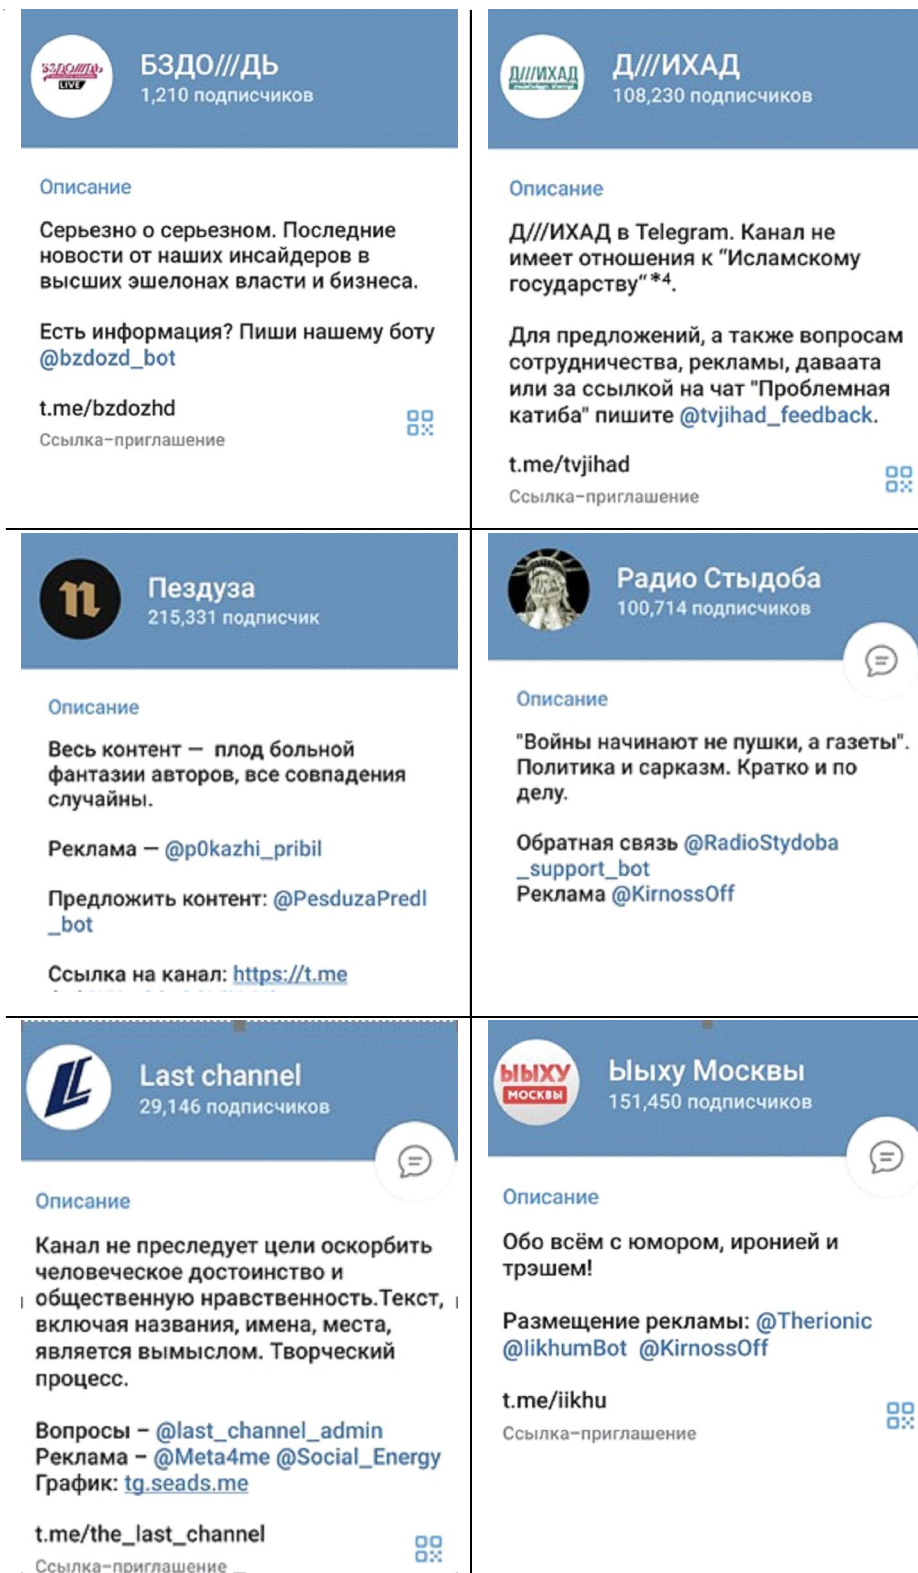 БЗДО///ДЬ
LIVE
БЗДО///ДЬ
1,210 подписчиков
Описание
Серьезно о серьезном. Последние
новости от наших инсайдеров в
высших эшелонах власти и бизнеса.
Есть информация? Пиши нашему боту
@bzdozd_bot
t.me/bzdozhd
Ссылка-приглашение
Д///ИХАД
Д///ИХАД
108,230 подписчиков
Описание
Д///ИХАД в Telegram. Канал не
имеет отношения к "Исламскому
государству"*4.
Для предложений, а также вопросам
сотрудничества, рекламы, даваата
или за ссылкой на чат "Проблемная
катиба" пишите @tvjihad_feedback.
t.me/tvjihad
Ссылка-приглашение
n
Пездуза
215,331 подписчик
Описание
Весь контент — плод больной
фантазии авторов, все совпадения
случайны.
Реклама — @p0kazhi_pribil
Предложить контент: @PesduzaPredl
_bot
Ссылка на канал: https://t.me
Радио Стыдоба
100,714 подписчиков
Описание
"Войны начинают не пушки, а газеты".
Политика и сарказм. Кратко и по
делу.
Обратная связь @RadioStydoba
_support_bot
Реклама @KirnossOff
LL
Last channel
29,146 подписчиков
Описание
Канал не преследует цели оскорбить
человеческое достоинство и
общественную нравственность.Текст,
включая названия, имена, места,
является вымыслом. Творческий
процесс.
Вопросы – @last_channel_admin
Реклама – @Meta4me @Social_Energy
График: tg.seads.me
t.me/the_last_channel
Ссылка-приглашение
ЫЫХУ
МОСКВЫ
Ыыху Москвы
151,450 подписчиков
Описание
Обо всём с юмором, иронией и
трэшем!
Размещение рекламы: @Therionic
@IikhumBot @KirnossOff
t.me/iikhu
Ссылка-приглашение